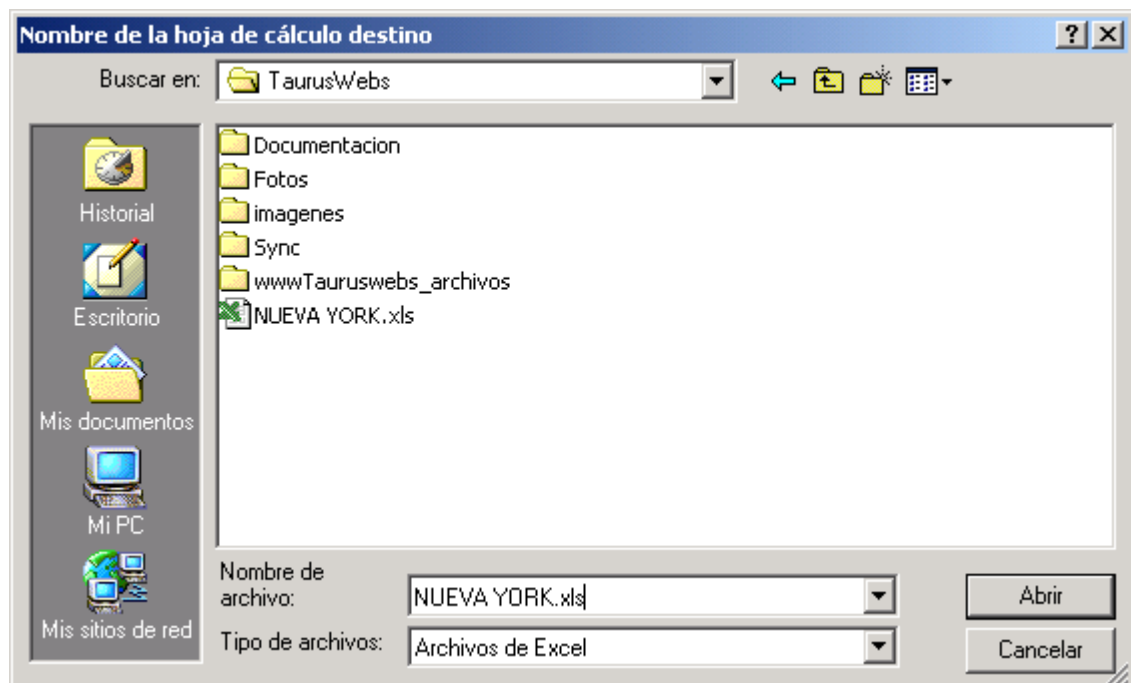 Nombre de la hoja de cálculo destino
Buscar en: TaurusWebs
Documentacion
Fotos
imagenes
Sync
wwwTauruswebs_archivos
NUEVA YORK.xls
Historial
Escritorio
Mis documentos
Mi PC
Mis sitios de red
Nombre de
archivo: NUEVA YORK.xls
Abrir
Tipo de archivos: Archivos de Excel
Cancelar